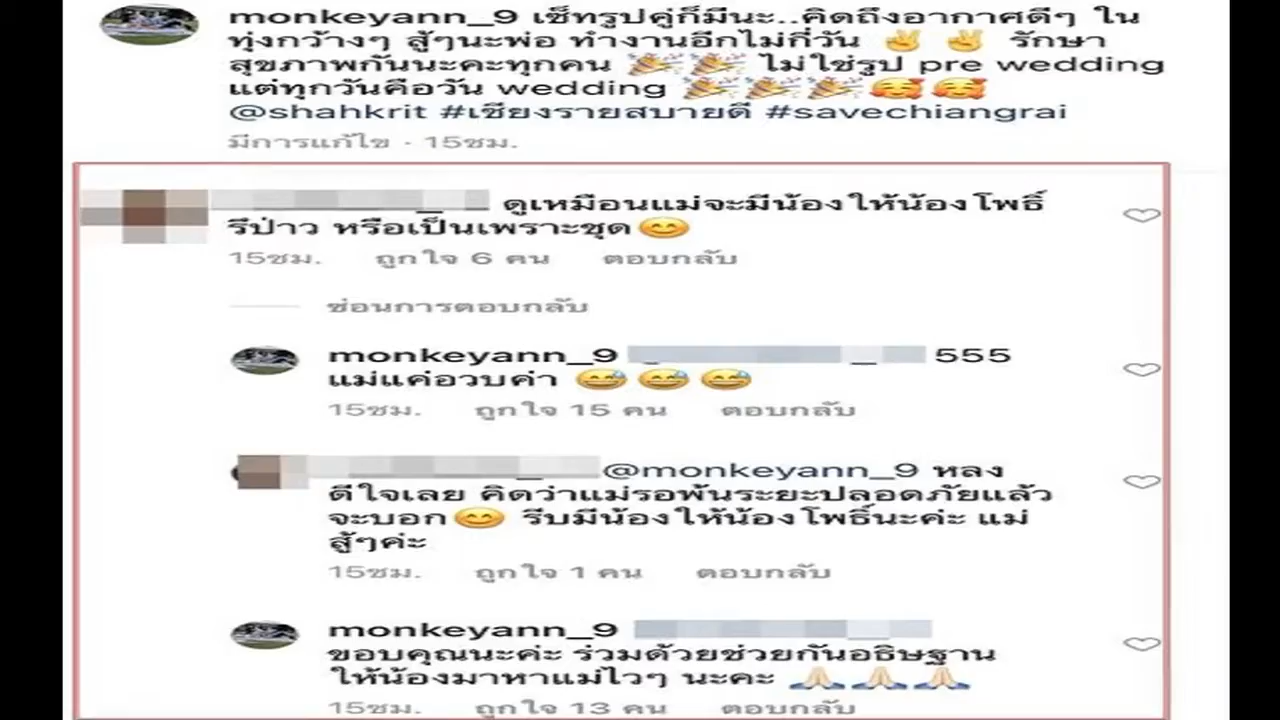 monkeyann_9 เซ็ทรูปคู่ก็มีนะ..คิดถึงอากาศดีๆ ใน
ทุ่งกว้างๆ สู้ๆนะพ่อ ทำงานอีกไม่กี่วัน ✌🏻 ✌🏻 รักษา
สุขภาพกันนะคะทุกคน 🎉🎉 ไม่ใช่รูป pre wedding
แต่ทุกวันคือวัน wedding 🎉🎉🎉🥰🥰
@shahkrit #เชียงรายสบายดี #savechiangrai
มีการแก้ไข · 15ชม.
ดูเหมือนแม่จะมีน้องให้น้องโพธิ์
รึป่าว หรือเป็นเพราะชุด😊
15ชม. ถูกใจ 6 คน ตอบกลับ
ซ่อนการตอบกลับ
monkeyann_9 555
แม่แค่อวบค่า 😅😅😅
15ชม. ถูกใจ 15 คน ตอบกลับ
@monkeyann_9 หลง
ดีใจเลย คิดว่าแม่รอพ้นระยะปลอดภัยแล้ว
จะบอก😊 รีบมีน้องให้น้องโพธิ์นะค่ะ แม่
สู้ๆค่ะ
15ชม. ถูกใจ 1 คน ตอบกลับ
monkeyann_9
ขอบคุณนะค่ะ ร่วมด้วยช่วยกันอธิษฐาน
ให้น้องมาหาแม่ไวๆ นะคะ 🙏🏻🙏🏻🙏🏻
15ชม. ถูกใจ 13 คน ตอบกลับ